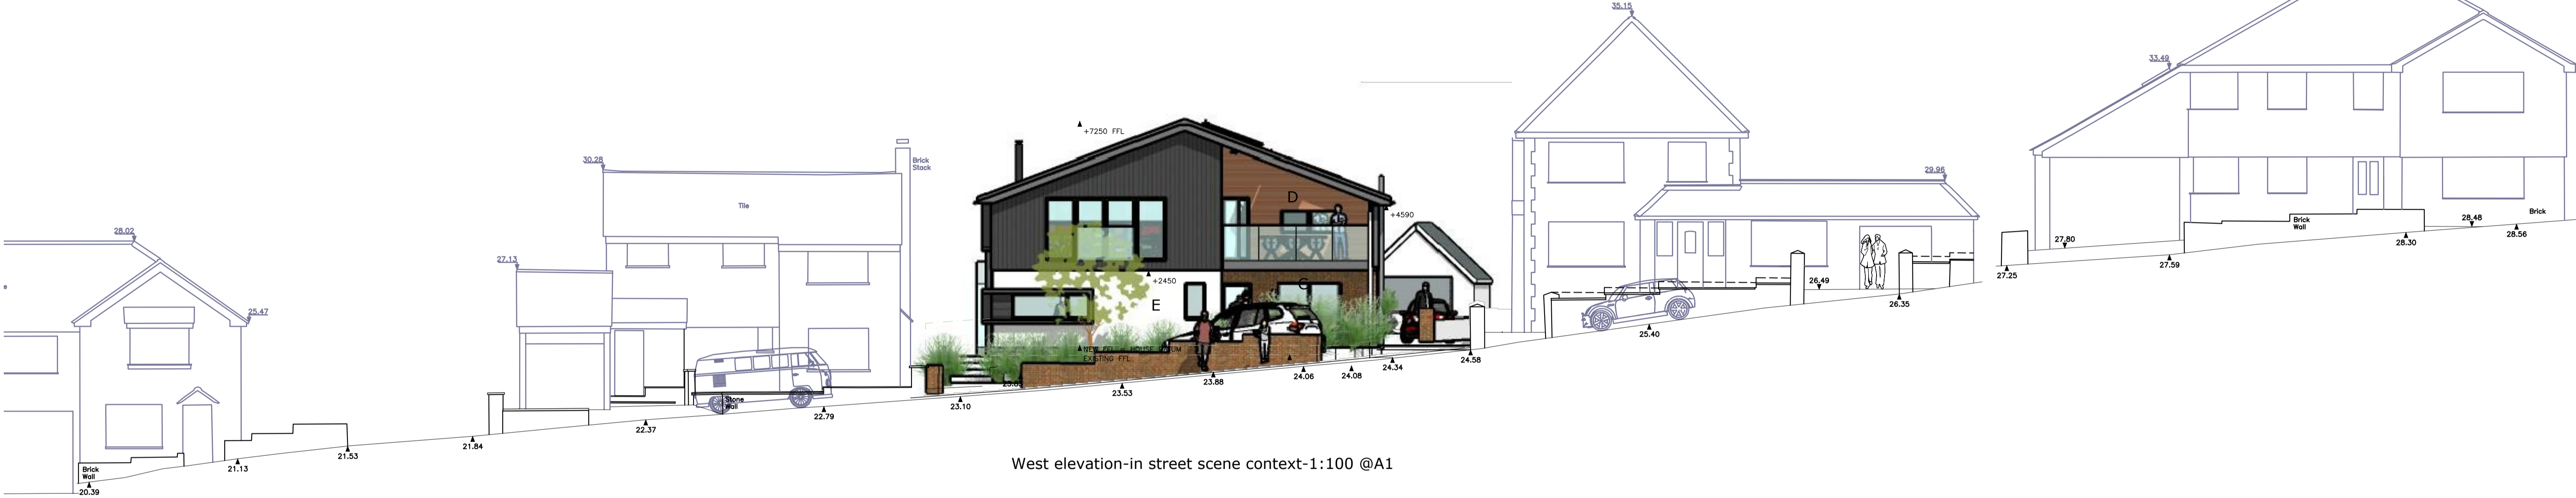 28.02
25.47
Brick
Wall
20.39
21.13
21.53
21.84
27.13
30.28
Tile
Brick
Stack
Stone
Wall
22.37
22.79
+7250 FFL
+4590
+2450
D
C
E
EXISTING FFL
23.10
23.53
23.88
24.06
24.08
24.34
24.58
35.15
29.96
25.40
26.49
26.35
33.49
27.25
27.80
27.59
Brick
Wall
28.30
28.48
28.56
Brick
West elevation-in street scene context-1:100 @A1